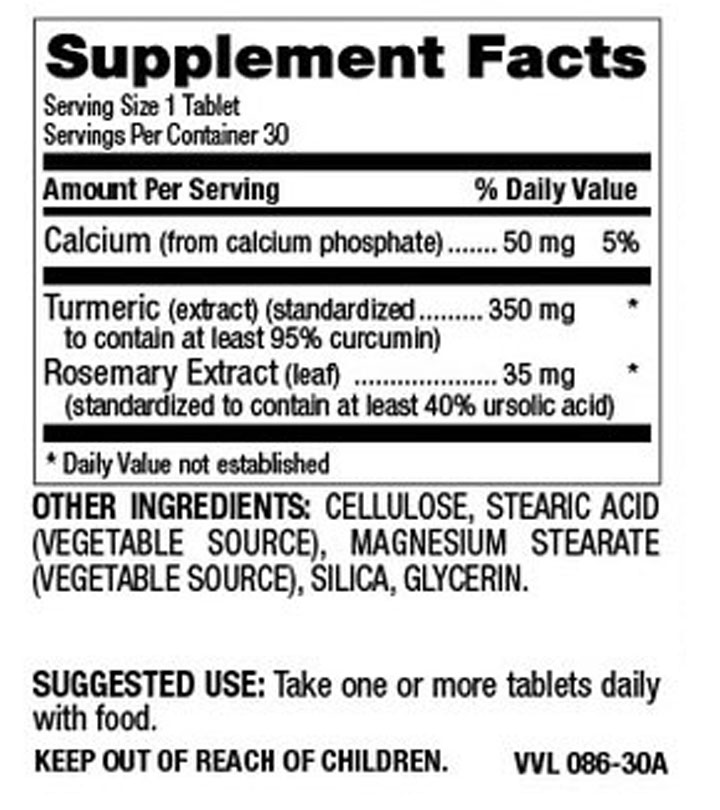 Supplement Facts
Serving Size 1 Tablet
Servings Per Container 30
Amount Per Serving % Daily Value
Calcium (from calcium phosphate)....... 50 mg 5%
Turmeric (extract) (standardized......... 350 mg *
to contain at least 95% curcumin)
Rosemary Extract (leaf) ..................... 35 mg *
(standardized to contain at least 40% ursolic acid)
* Daily Value not established
OTHER INGREDIENTS: CELLULOSE, STEARIC ACID
(VEGETABLE SOURCE), MAGNESIUM STEARATE
(VEGETABLE SOURCE), SILICA, GLYCERIN.
SUGGESTED USE: Take one or more tablets daily
with food.
KEEP OUT OF REACH OF CHILDREN. VVL 086-30A